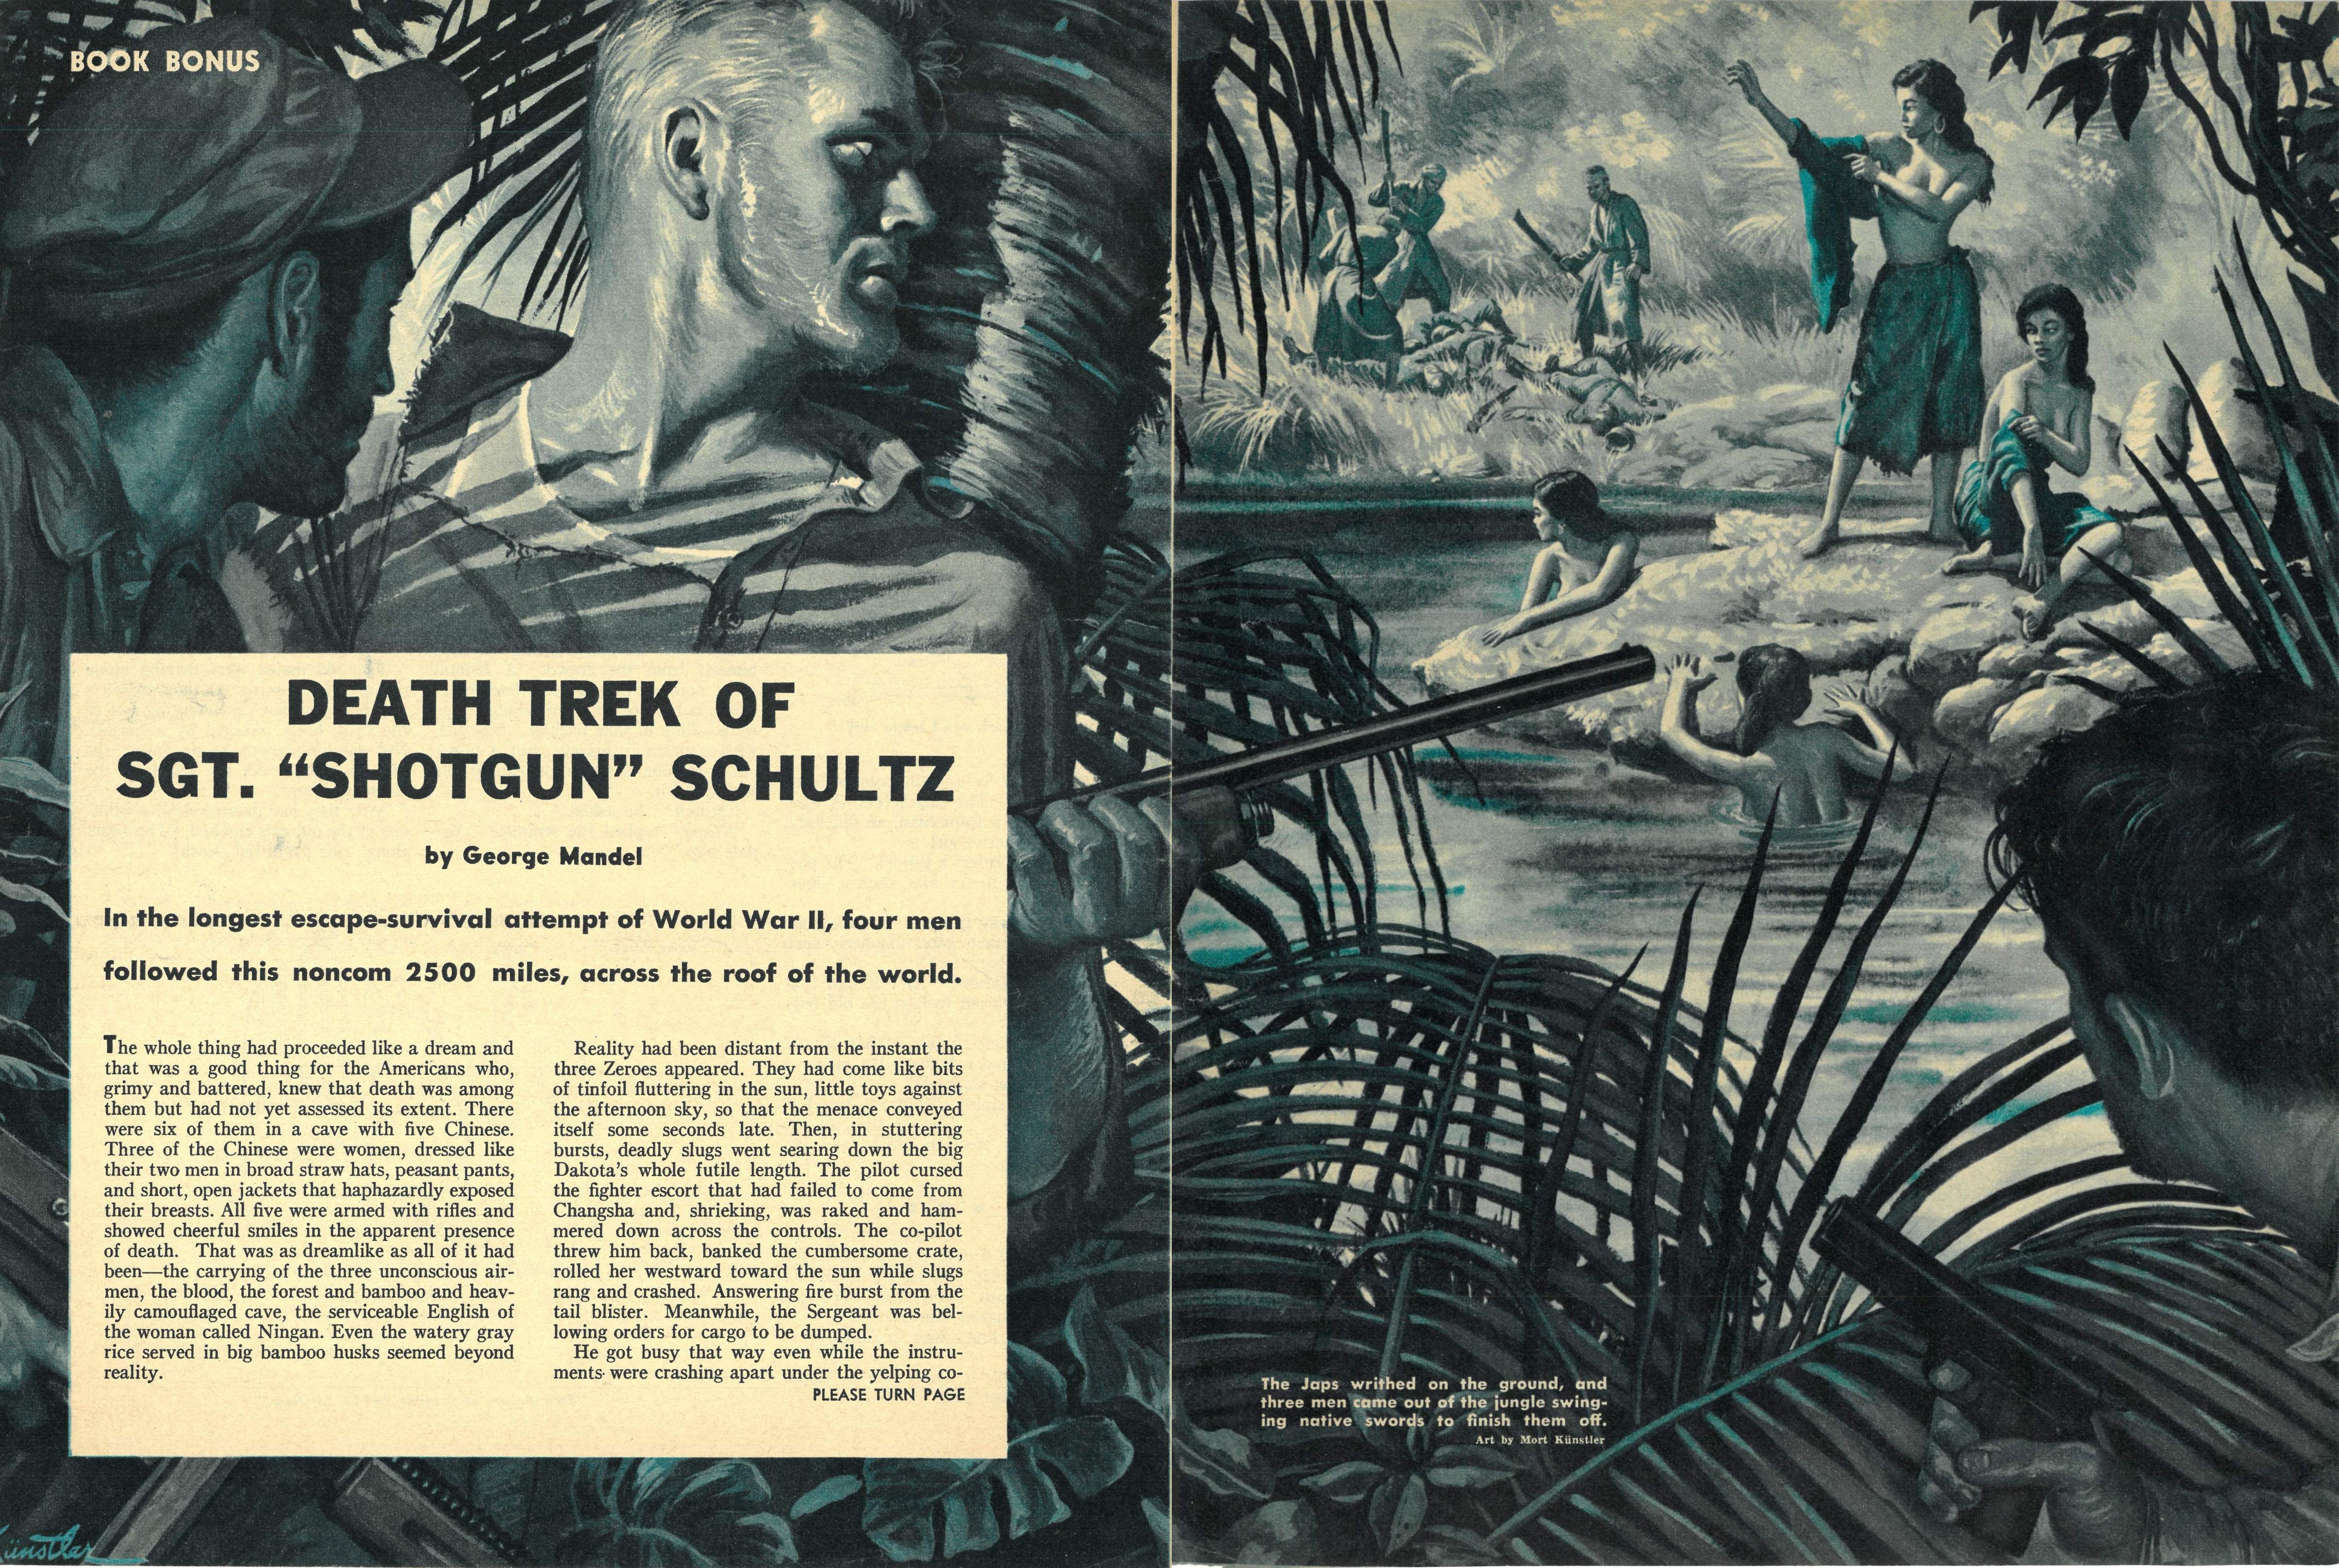 BOOK BONUS
DEATH TREK OF
SGT. “SHOTGUN” SCHULTZ
by George Mandel
In the longest escape-survival attempt of World War II, four men
followed this noncom 2500 miles, across the roof of the world.
The whole thing had proceeded like a dream and
that was a good thing for the Americans who,
grimy and battered, knew that death was among
them but had not yet assessed its extent. There
were six of them in a cave with five Chinese.
Three of the Chinese were women, dressed like
their two men in broad straw hats, peasant pants,
and short, open jackets that haphazardly exposed
their breasts. All five were armed with rifles and
showed cheerful smiles in the apparent presence
of death. That was as dreamlike as all of it had
been—the carrying of the three unconscious air-
men, the blood, the forest and bamboo and heav-
ily camouflaged cave, the serviceable English of
the woman called Ningan. Even the watery gray
rice served in big bamboo husks seemed beyond
reality.
Reality had been distant from the instant the
three Zeroes appeared. They had come like bits
of tinfoil fluttering in the sun, little toys against
the afternoon sky, so that the menace conveyed
itself some seconds late. Then, in stuttering
bursts, deadly slugs went searing down the big
Dakota’s whole futile length. The pilot cursed
the fighter escort that had failed to come from
Changsha and, shrieking, was raked and ham-
mered down across the controls. The co-pilot
threw him back, banked the cumbersome crate,
rolled her westward toward the sun while slugs
rang and crashed. Answering fire burst from the
tail blister. Meanwhile, the Sergeant was bel-
lowing orders for cargo to be dumped.
He got busy that way even while the instru-
ments were crashing apart under the yelping co-
PLEASE TURN PAGE
The Japs writhed on the ground, and
three men came out of the jungle swing-
ing native swords to finish them off.
Art by Mort Künstler
Künstler